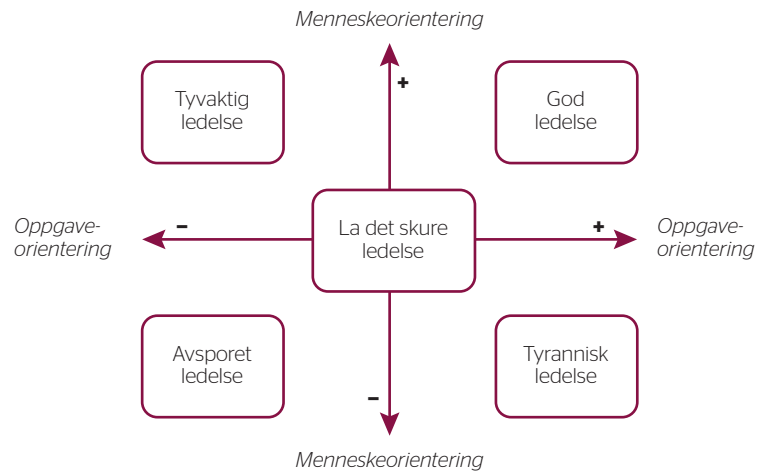 Menneskeorientering
+
Tyvaktig
ledelse
God
ledelse
Oppgave-
orientering
–
La det skure
ledelse
+
Oppgave-
orientering
Avsporet
ledelse
Tyrannisk
ledelse
–
Menneskeorientering